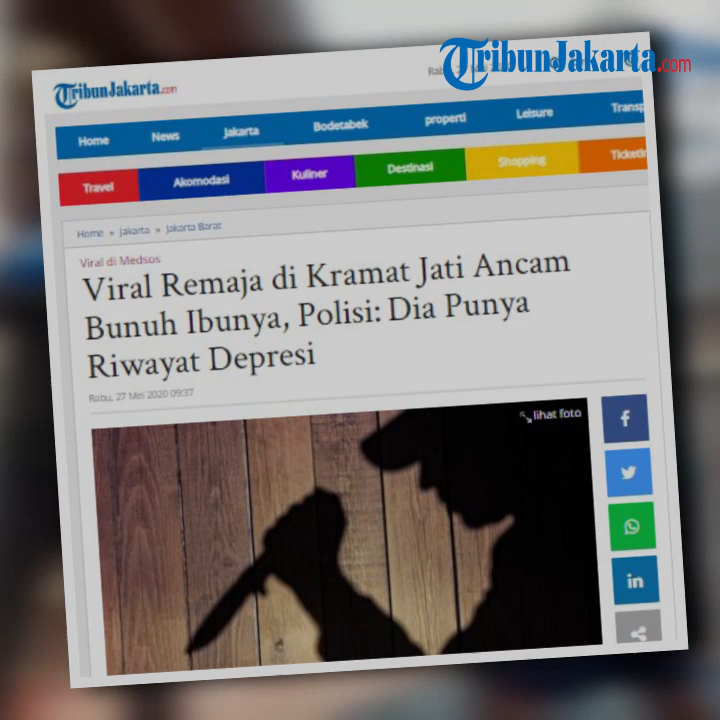 TribunJakarta.com
TribunJakarta.com
Home News Jakarta Bodetabek properti Leisure Transp
Travel Akomodasi Kuliner Destinasi Shopping Ticketin
Home » Jakarta » Jakarta Barat
Viral di Medsos
Viral Remaja di Kramat Jati Ancam
Bunuh Ibunya, Polisi: Dia Punya
Riwayat Depresi
Rabu, 27 Mei 2020 09:37
lihat foto